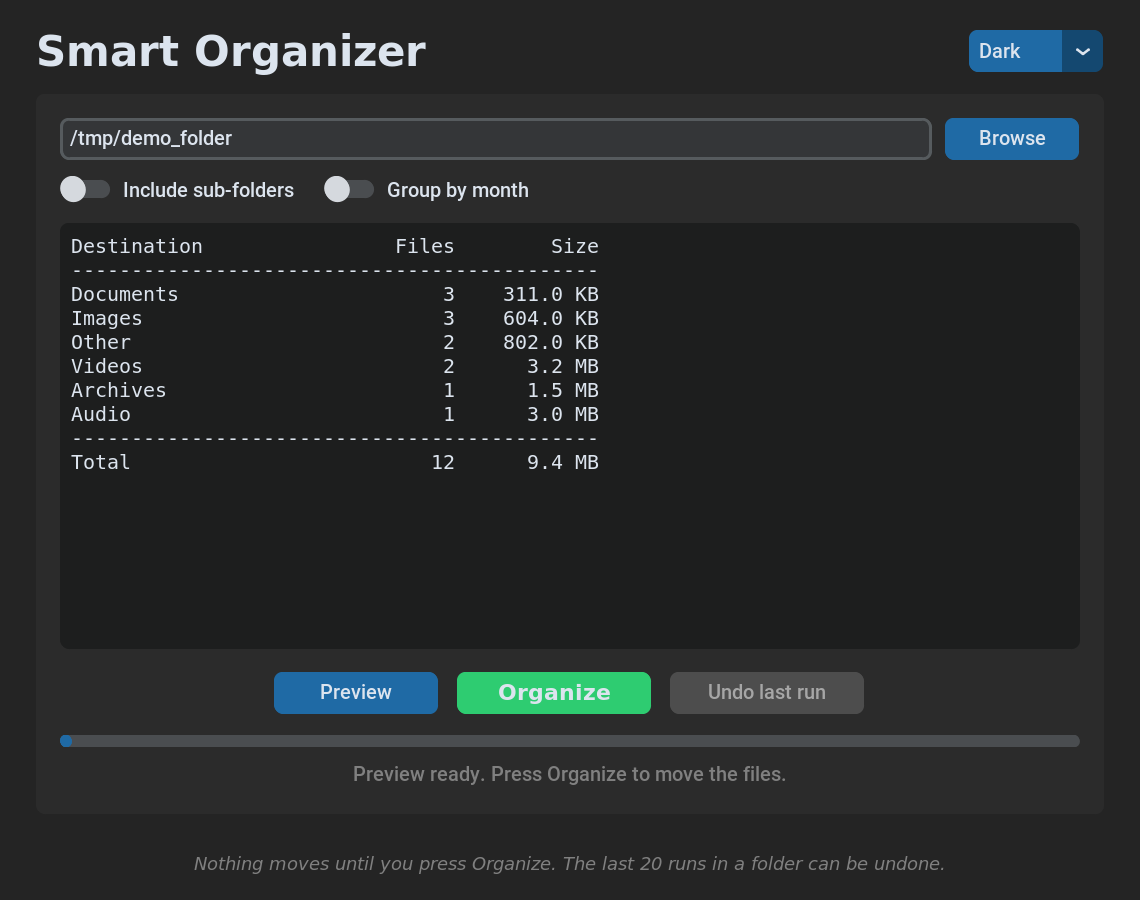 Smart Organizer
Dark
/tmp/demo_folder
Browse
Include sub-folders
Group by month
Destination                Files        Size
--------------------------------------------
Documents                      3    311.0 KB
Images                         3    604.0 KB
Other                          2    802.0 KB
Videos                         2      3.2 MB
Archives                       1      1.5 MB
Audio                          1      3.0 MB
--------------------------------------------
Total                         12      9.4 MB
Preview
Organize
Undo last run
Preview ready. Press Organize to move the files.
Nothing moves until you press Organize. The last 20 runs in a folder can be undone.